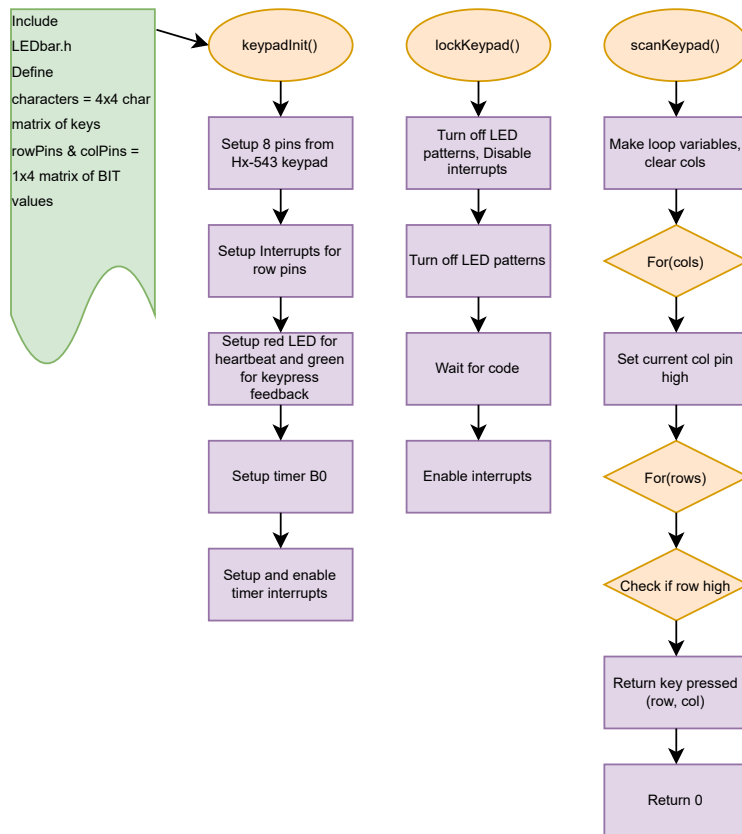 Include
LEDbar.h
Define
characters = 4x4 char
matrix of keys
rowPins & colPins =
1x4 matrix of BIT
values
keypadInit()
Setup 8 pins from
Hx-543 keypad
Setup Interrupts for
row pins
Setup red LED for
heartbeat and green
for keypress
feedback
Setup timer B0
Setup and enable
timer interrupts
lockKeypad()
Turn off LED
patterns, Disable
interrupts
Turn off LED patterns
Wait for code
Enable interrupts
scanKeypad()
Make loop variables,
clear cols
For(cols)
Set current col pin
high
For(rows)
Check if row high
Return key pressed
(row, col)
Return 0